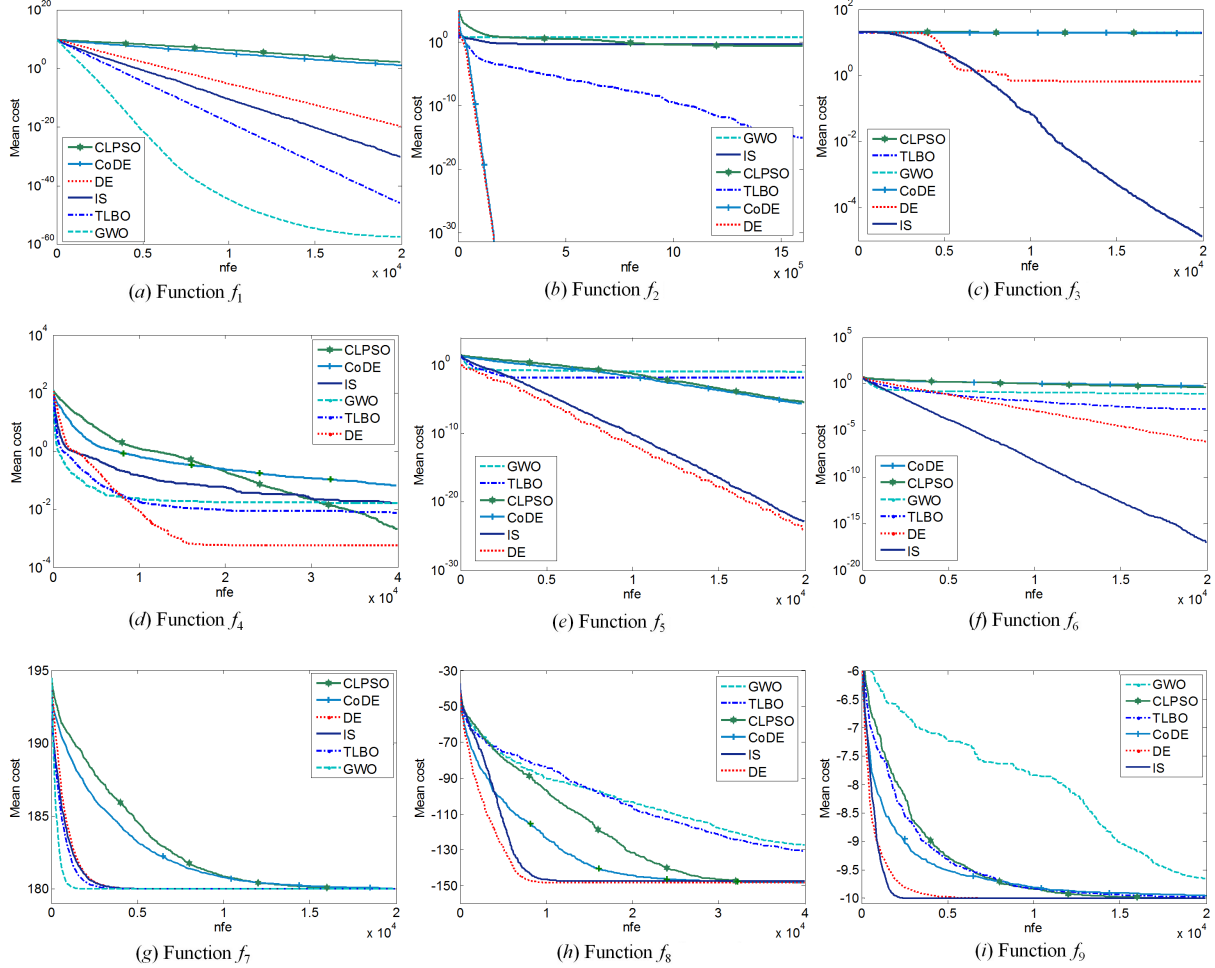 10^20
10^0
10^-20
10^-40
10^-60
Mean cost
CLPSO
CoDE
DE
IS
TLBO
GWO
0 0.5 1 1.5 2
nfe
x 10^4
(a) Function f1
10^0
10^-10
10^-20
10^-30
Mean cost
GWO
IS
CLPSO
TLBO
CoDE
DE
0 5 10 15
nfe
x 10^5
(b) Function f2
10^2
10^0
10^-2
10^-4
Mean cost
CLPSO
TLBO
GWO
CoDE
DE
IS
0 0.5 1 1.5 2
nfe
x 10^4
(c) Function f3
10^4
10^2
10^0
10^-2
10^-4
Mean cost
CLPSO
CoDE
IS
GWO
TLBO
DE
0 1 2 3 4
nfe
x 10^4
(d) Function f4
10^0
10^-10
10^-20
10^-30
Mean cost
GWO
TLBO
CLPSO
CoDE
IS
DE
0 0.5 1 1.5 2
nfe
x 10^4
(e) Function f5
10^5
10^0
10^-5
10^-10
10^-15
10^-20
Mean cost
CoDE
CLPSO
GWO
TLBO
DE
IS
0 0.5 1 1.5 2
nfe
x 10^4
(f) Function f6
195
190
185
180
Mean cost
CLPSO
CoDE
DE
IS
TLBO
GWO
0 0.5 1 1.5 2
nfe
x 10^4
(g) Function f7
-30
-50
-70
-90
-110
-130
-150
Mean cost
GWO
TLBO
CLPSO
CoDE
IS
DE
0 1 2 3 4
nfe
x 10^4
(h) Function f8
-6
-6.5
-7
-7.5
-8
-8.5
-9
-9.5
-10
Mean cost
GWO
CLPSO
TLBO
CoDE
DE
IS
0 0.5 1 1.5 2
nfe
x 10^4
(i) Function f9